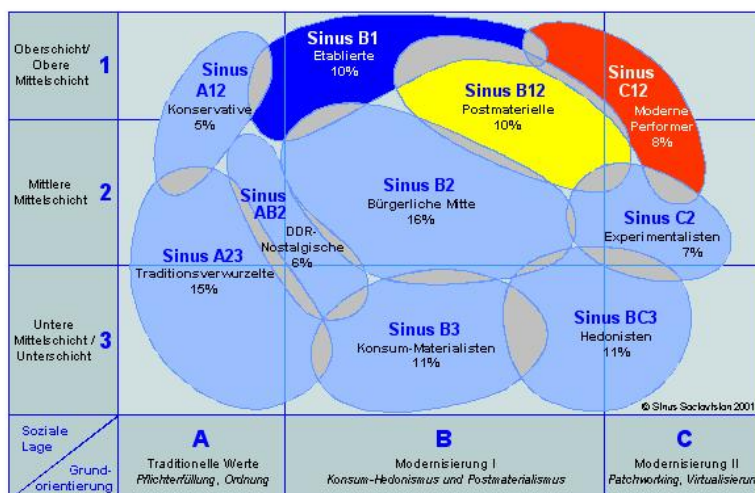 Oberschicht/
Obere
Mittelschicht
1
Mittlere
Mittelschicht
2
Untere
Mittelschicht /
Unterschicht
3
Sinus
A12
Konservative
5%
Sinus B1
Etablierte
10%
Sinus B12
Postmaterielle
10%
Sinus
C12
Moderne
Performer
8%
Sinus
AB2
DDR-
Nostalgische
6%
Sinus B2
Bürgerliche Mitte
16%
Sinus C2
Experimentalisten
7%
Sinus A23
Traditionsverwurzelte
15%
Sinus B3
Konsum-Materialisten
11%
Sinus BC3
Hedonisten
11%
© Sinus Sociovision 2001
Soziale
Lage
Grund-
orientierung
A
Traditionelle Werte
Pflichterfüllung, Ordnung
B
Modernisierung I
Konsum-Hedonismus und Postmaterialismus
C
Modernisierung II
Patchworking, Virtualisierung